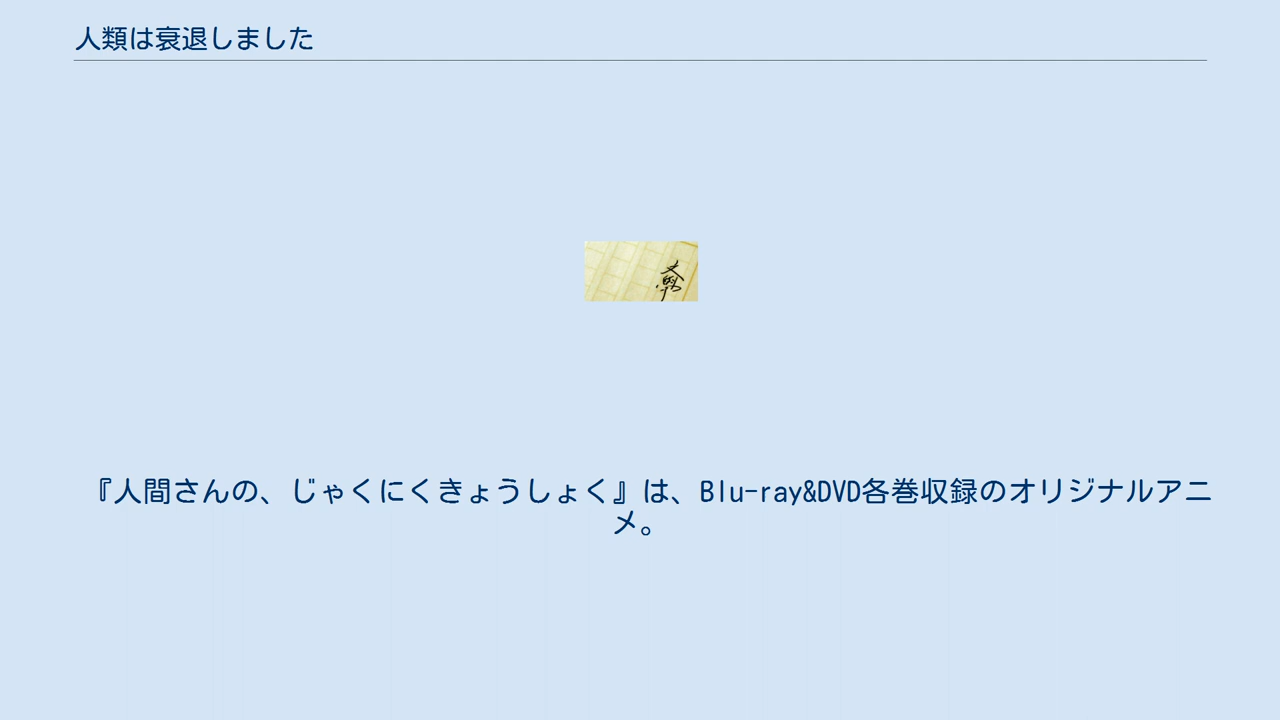 人類は衰退しました
『人間さんの、じゃくにくきょうしょく』は、Blu-ray&DVD各巻収録のオリジナルアニ
メ。